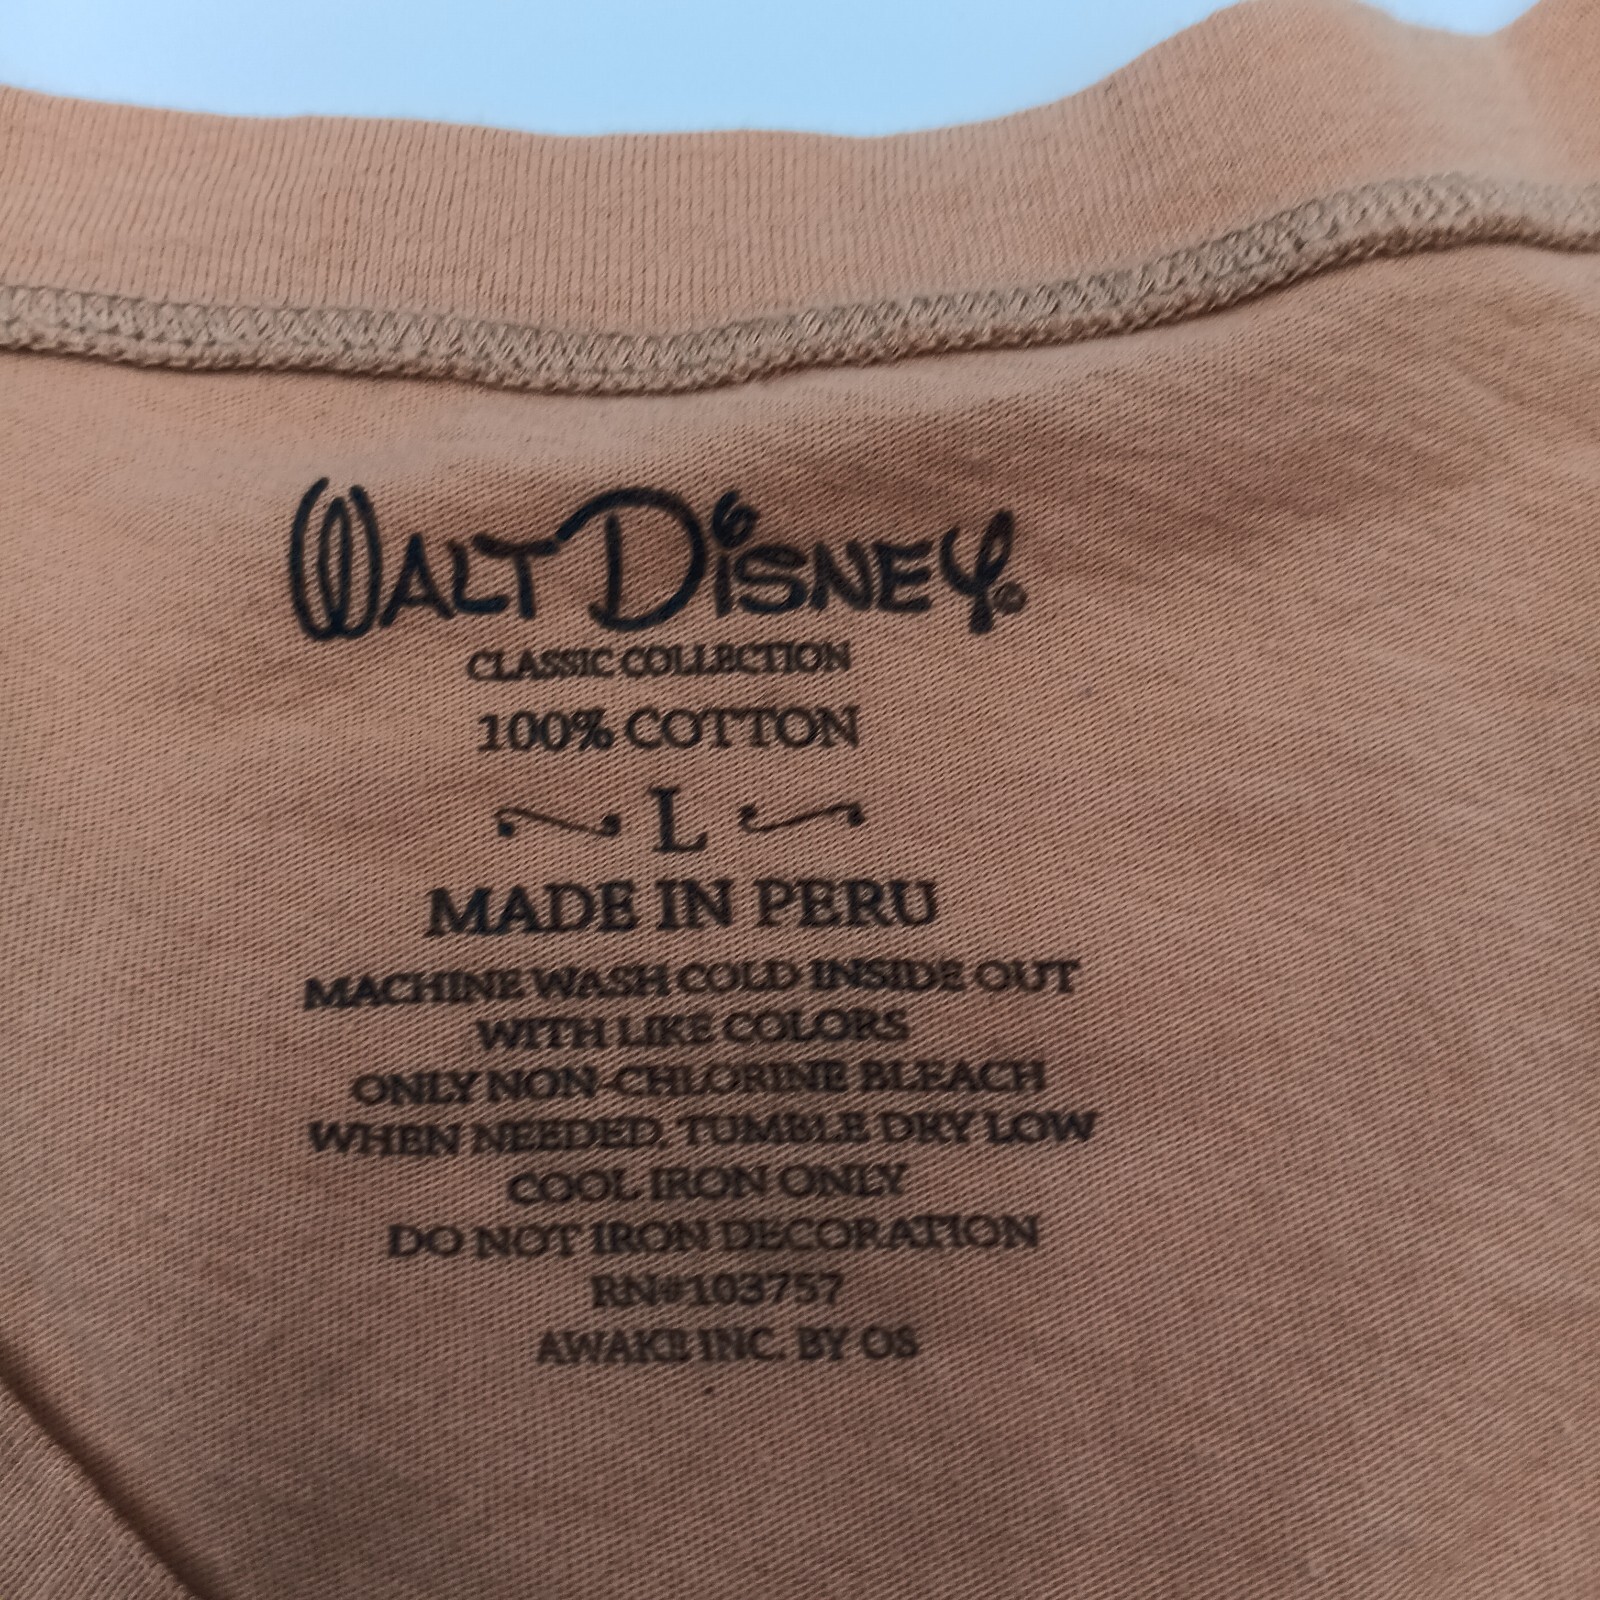 WALT DISNEY®
CLASSIC COLLECTION
100% COTTON
L
MADE IN PERU
MACHINE WASH COLD INSIDE OUT
WITH LIKE COLORS
ONLY NON-CHLORINE BLEACH
WHEN NEEDED. TUMBLE DRY LOW
COOL IRON ONLY
DO NOT IRON DECORATION
RN#103757
AWAKE INC. BY OS